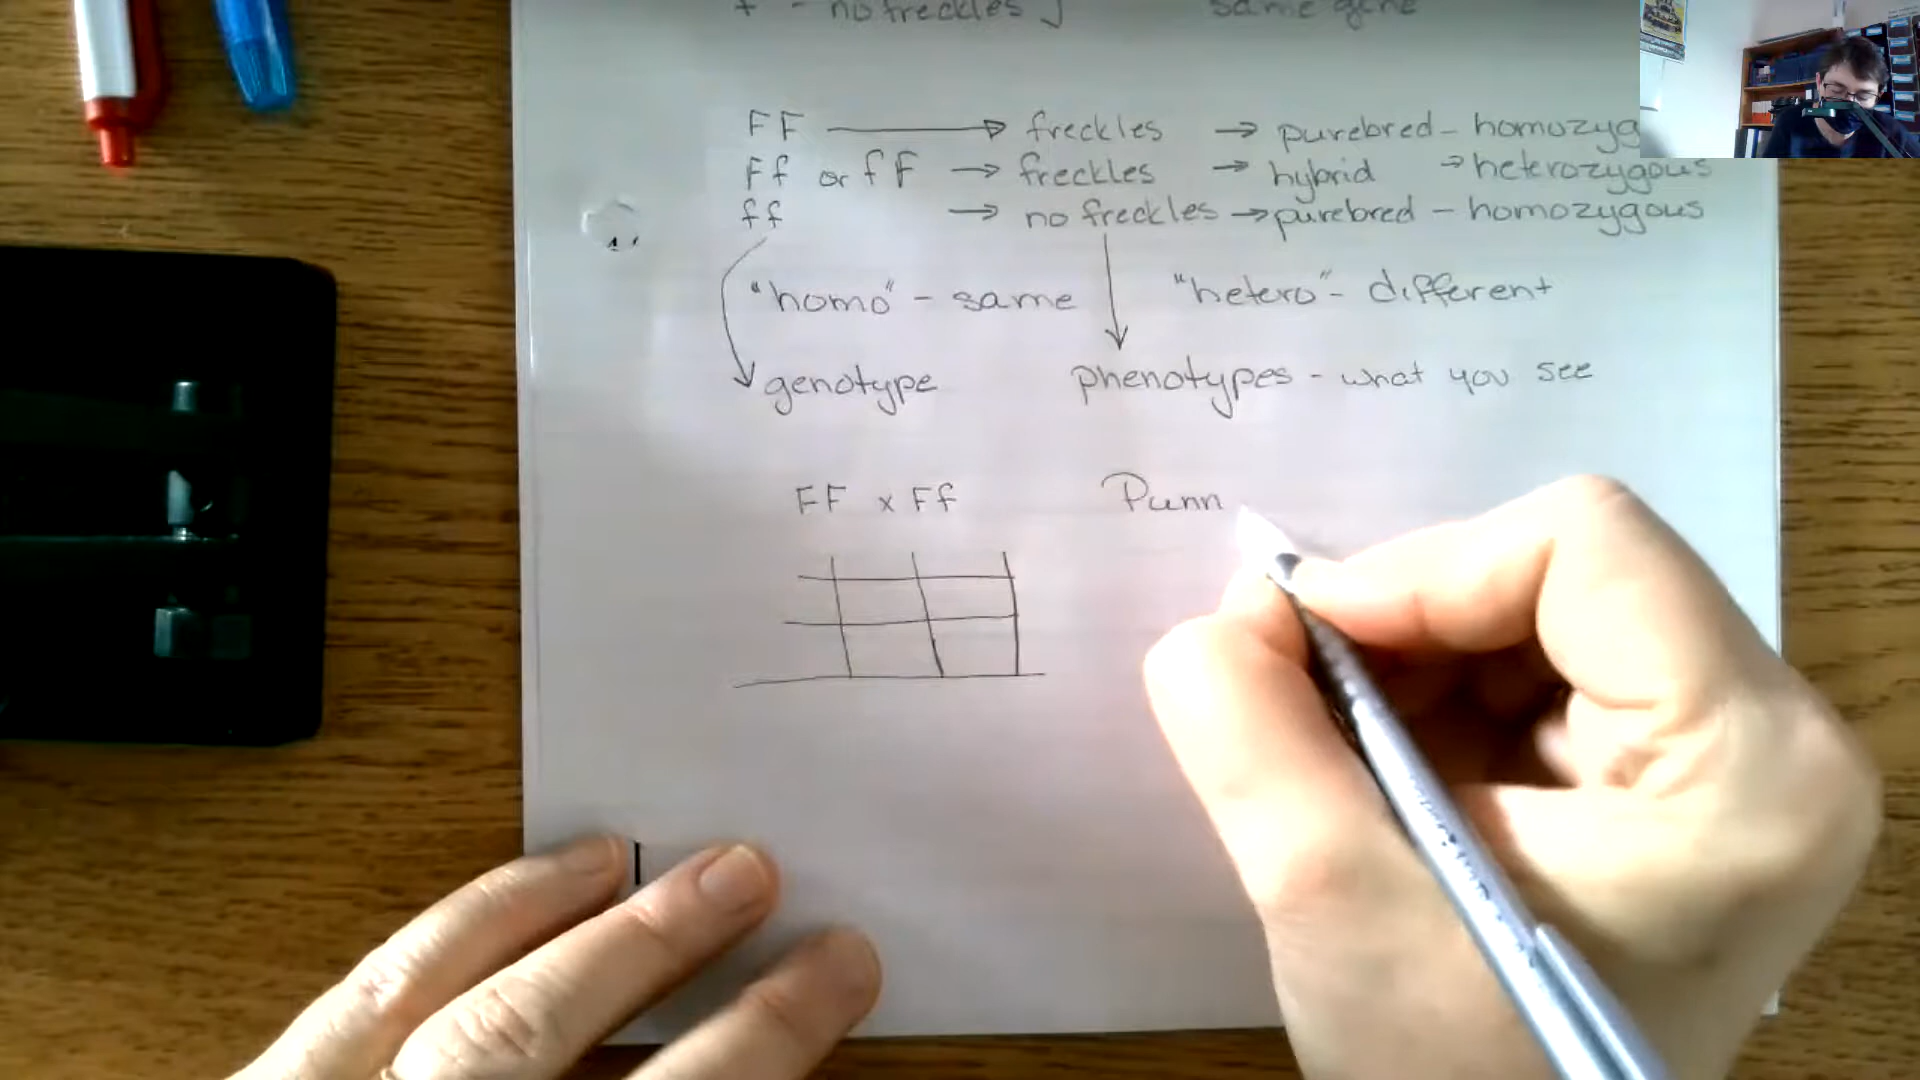 f - no freckles same gene
FF → freckles → purebred - homozyg
Ff or fF → freckles → hybrid → heterozygous
ff → no freckles → purebred - homozygous
"homo" - same "hetero" - different
genotype phenotypes - what you see
FF x Ff Punn